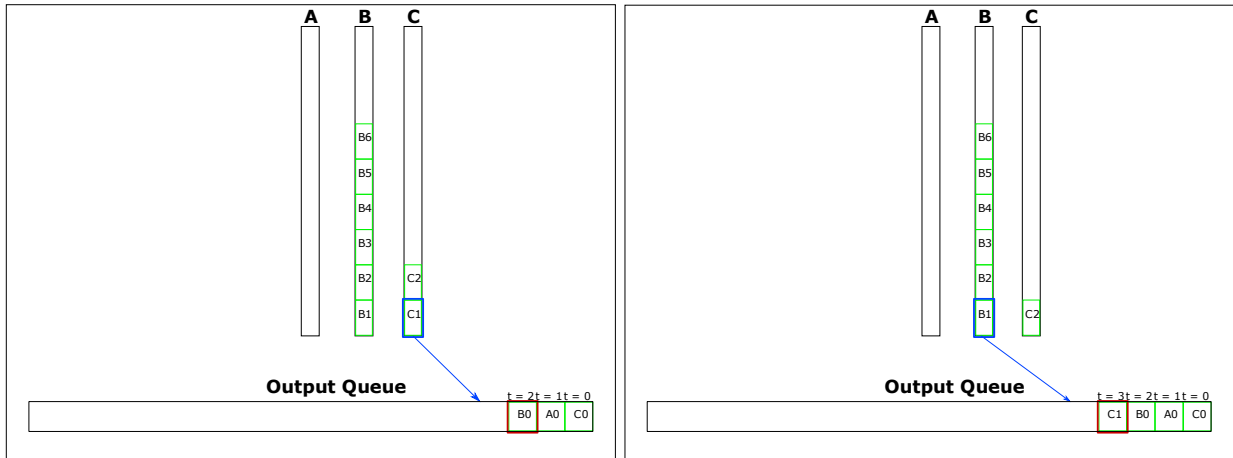 A B C
B6
B5
B4
B3
B2 C2
B1 C1
Output Queue
t = 2 t = 1 t = 0
B0 A0 C0
A B C
B6
B5
B4
B3
B2
B1 C2
Output Queue
t = 3 t = 2 t = 1 t = 0
C1 B0 A0 C0